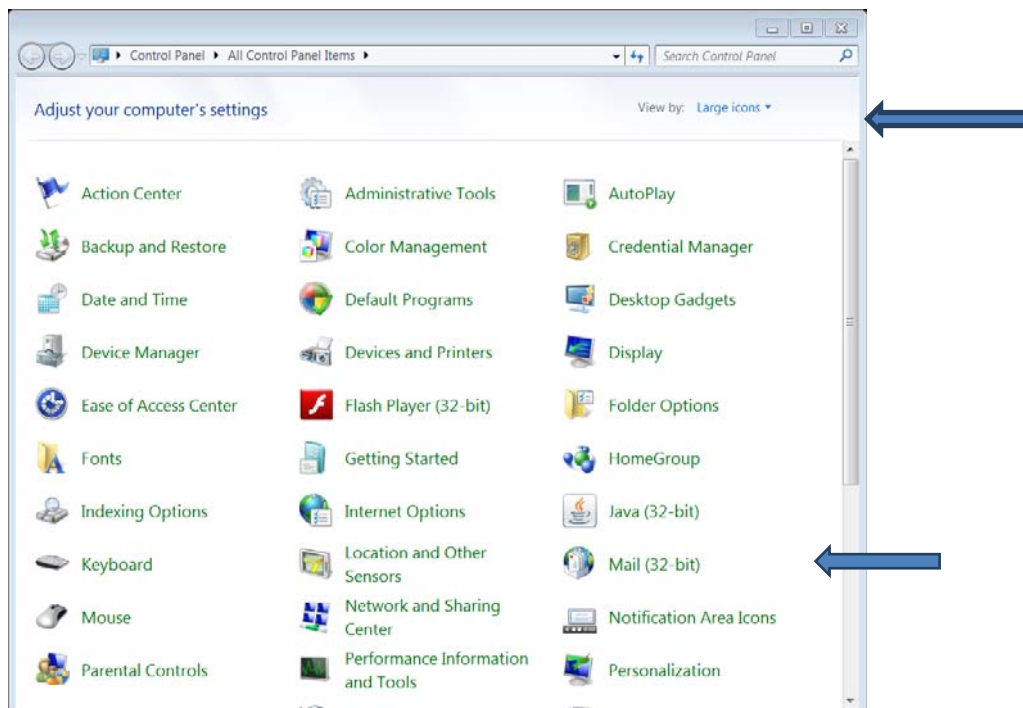 Control Panel All Control Panel Items
Search Control Panel
Adjust your computer's settings
View by: Large icons
Action Center
Administrative Tools
AutoPlay
Backup and Restore
Color Management
Credential Manager
Date and Time
Default Programs
Desktop Gadgets
Device Manager
Devices and Printers
Display
Ease of Access Center
Flash Player (32-bit)
Folder Options
Fonts
Getting Started
HomeGroup
Indexing Options
Internet Options
Java (32-bit)
Keyboard
Location and Other
Sensors
Mail (32-bit)
Mouse
Network and Sharing
Center
Notification Area Icons
Parental Controls
Performance Information
and Tools
Personalization